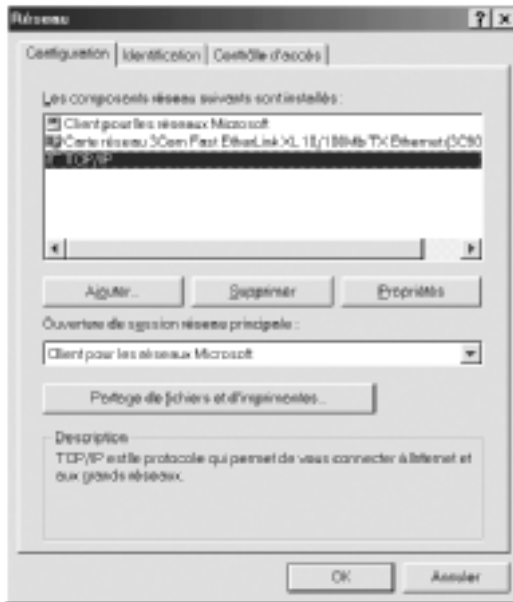 Réseau
Configuration Identification Contrôle d'accès
Les composants réseau suivants sont installés :
Client pour les réseaux Microsoft
Carte réseau 3Com Fast EtherLink XL 10/100Mb TX Ethernet (3C90
TCP/IP
Ajouter... Supprimer Propriétés
Ouverture de session réseau principale :
Client pour les réseaux Microsoft
Partage de fichiers et d'imprimantes...
Description
TCP/IP est le protocole qui permet de vous connecter à Internet et
aux grands réseaux.
OK Annuler